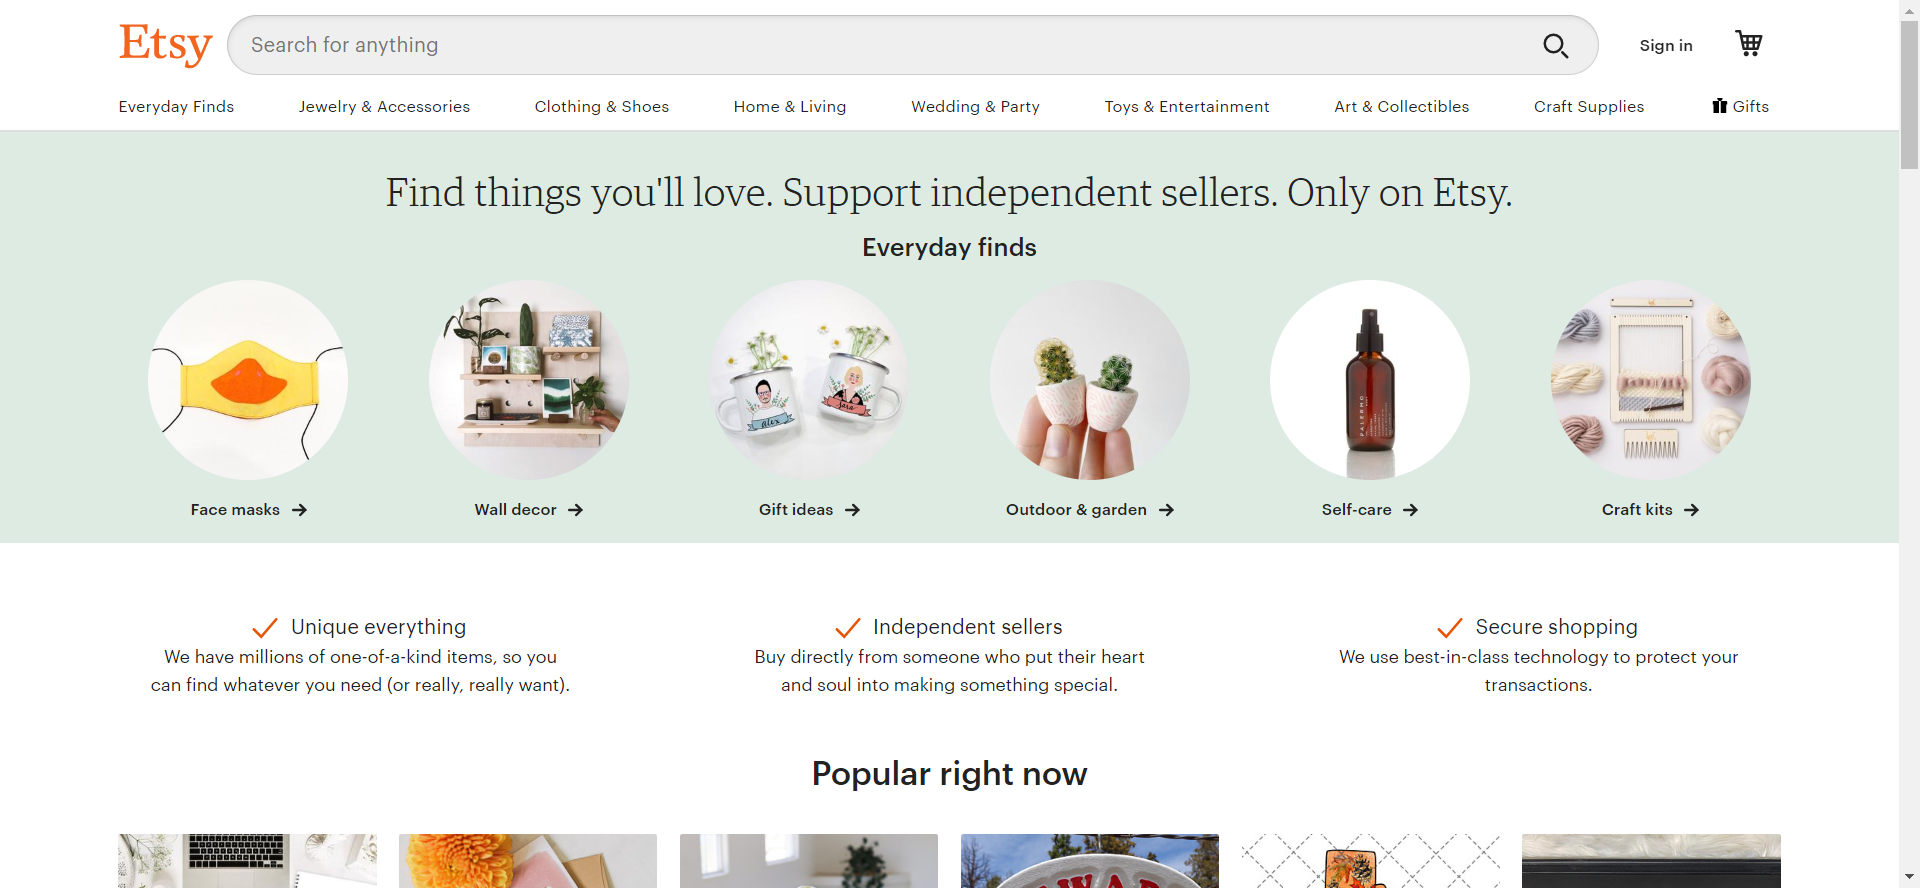 Etsy
Search for anything
Sign in
Everyday Finds
Jewelry & Accessories
Clothing & Shoes
Home & Living
Wedding & Party
Toys & Entertainment
Art & Collectibles
Craft Supplies
Gifts
Find things you'll love. Support independent sellers. Only on Etsy.
Everyday finds
alex
sara
PALERMO
Face masks
Wall decor
Gift ideas
Outdoor & garden
Self-care
Craft kits
Unique everything
We have millions of one-of-a-kind items, so you
can find whatever you need (or really, really want).
Independent sellers
Buy directly from someone who put their heart
and soul into making something special.
Secure shopping
We use best-in-class technology to protect your
transactions.
Popular right now